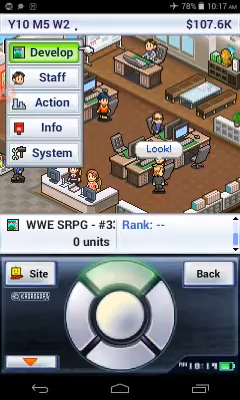 78% 10:17 AM
Y10 M5 W2 $107.6K
Develop
Staff
Action
Info
System
Look!
WWE SRPG - #3
Rank: --
0 units
Site
Back